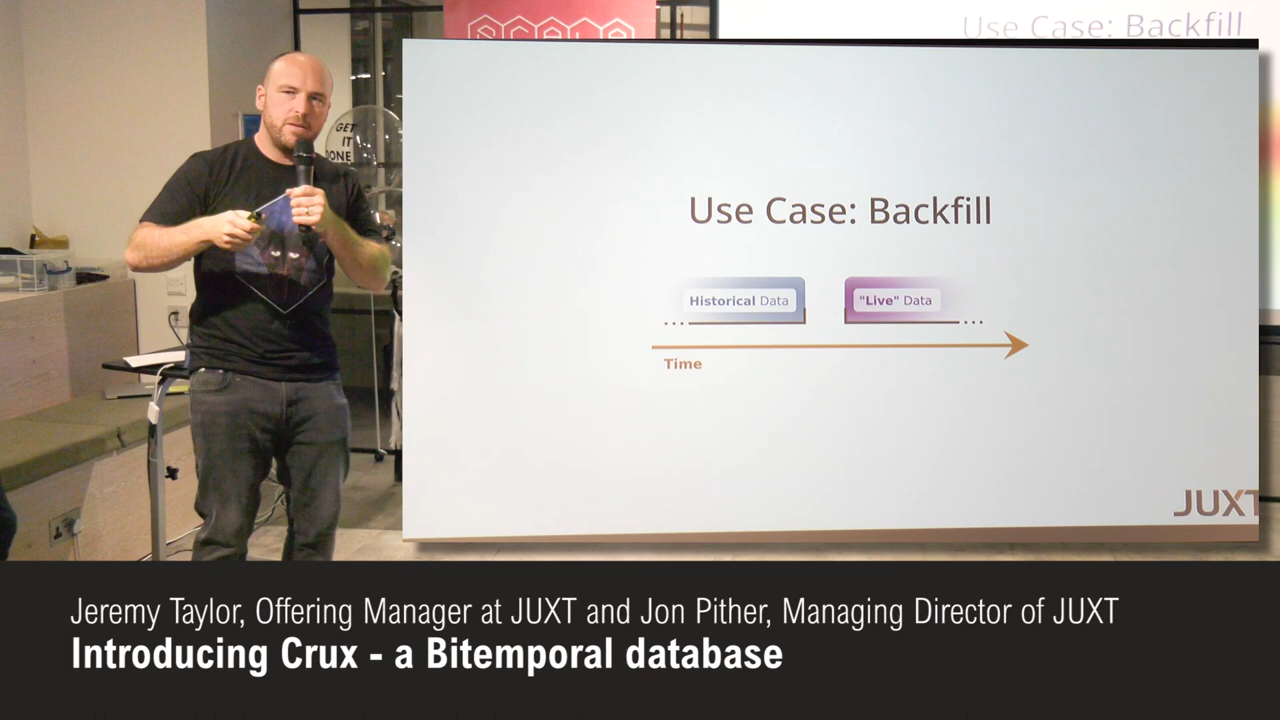 SCALA
Use Case: Backfill
GET
IT
DONE
Use Case: Backfill
Historical Data
"Live" Data
Time
JUXT
Jeremy Taylor, Offering Manager at JUXT and Jon Pither, Managing Director of JUXT
Introducing Crux - a Bitemporal database